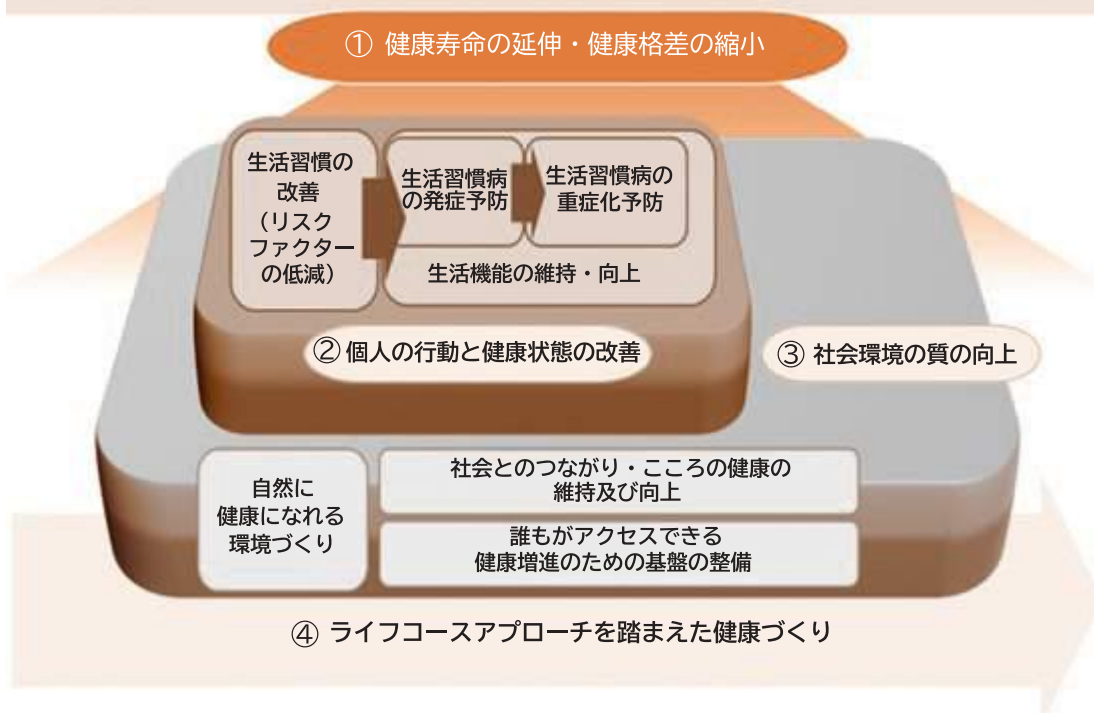 ① 健康寿命の延伸・健康格差の縮小
生活習慣の
改善
（リスク
ファクター
の低減）
生活習慣病
の発症予防
生活習慣病の
重症化予防
生活機能の維持・向上
② 個人の行動と健康状態の改善
③ 社会環境の質の向上
自然に
健康になれる
環境づくり
社会とのつながり・こころの健康の
維持及び向上
誰もがアクセスできる
健康増進のための基盤の整備
④ ライフコースアプローチを踏まえた健康づくり